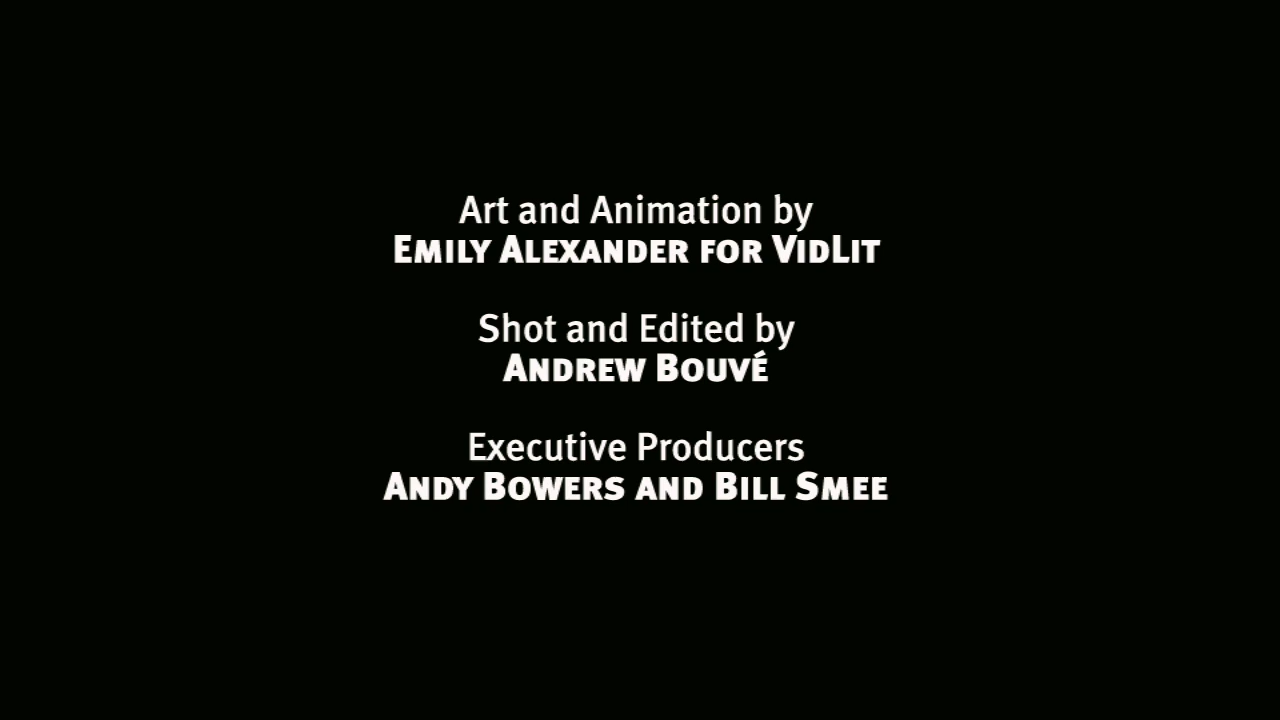 Art and Animation by
Emily Alexander for VidLit
Shot and Edited by
Andrew Bouvé
Executive Producers
Andy Bowers and Bill Smee